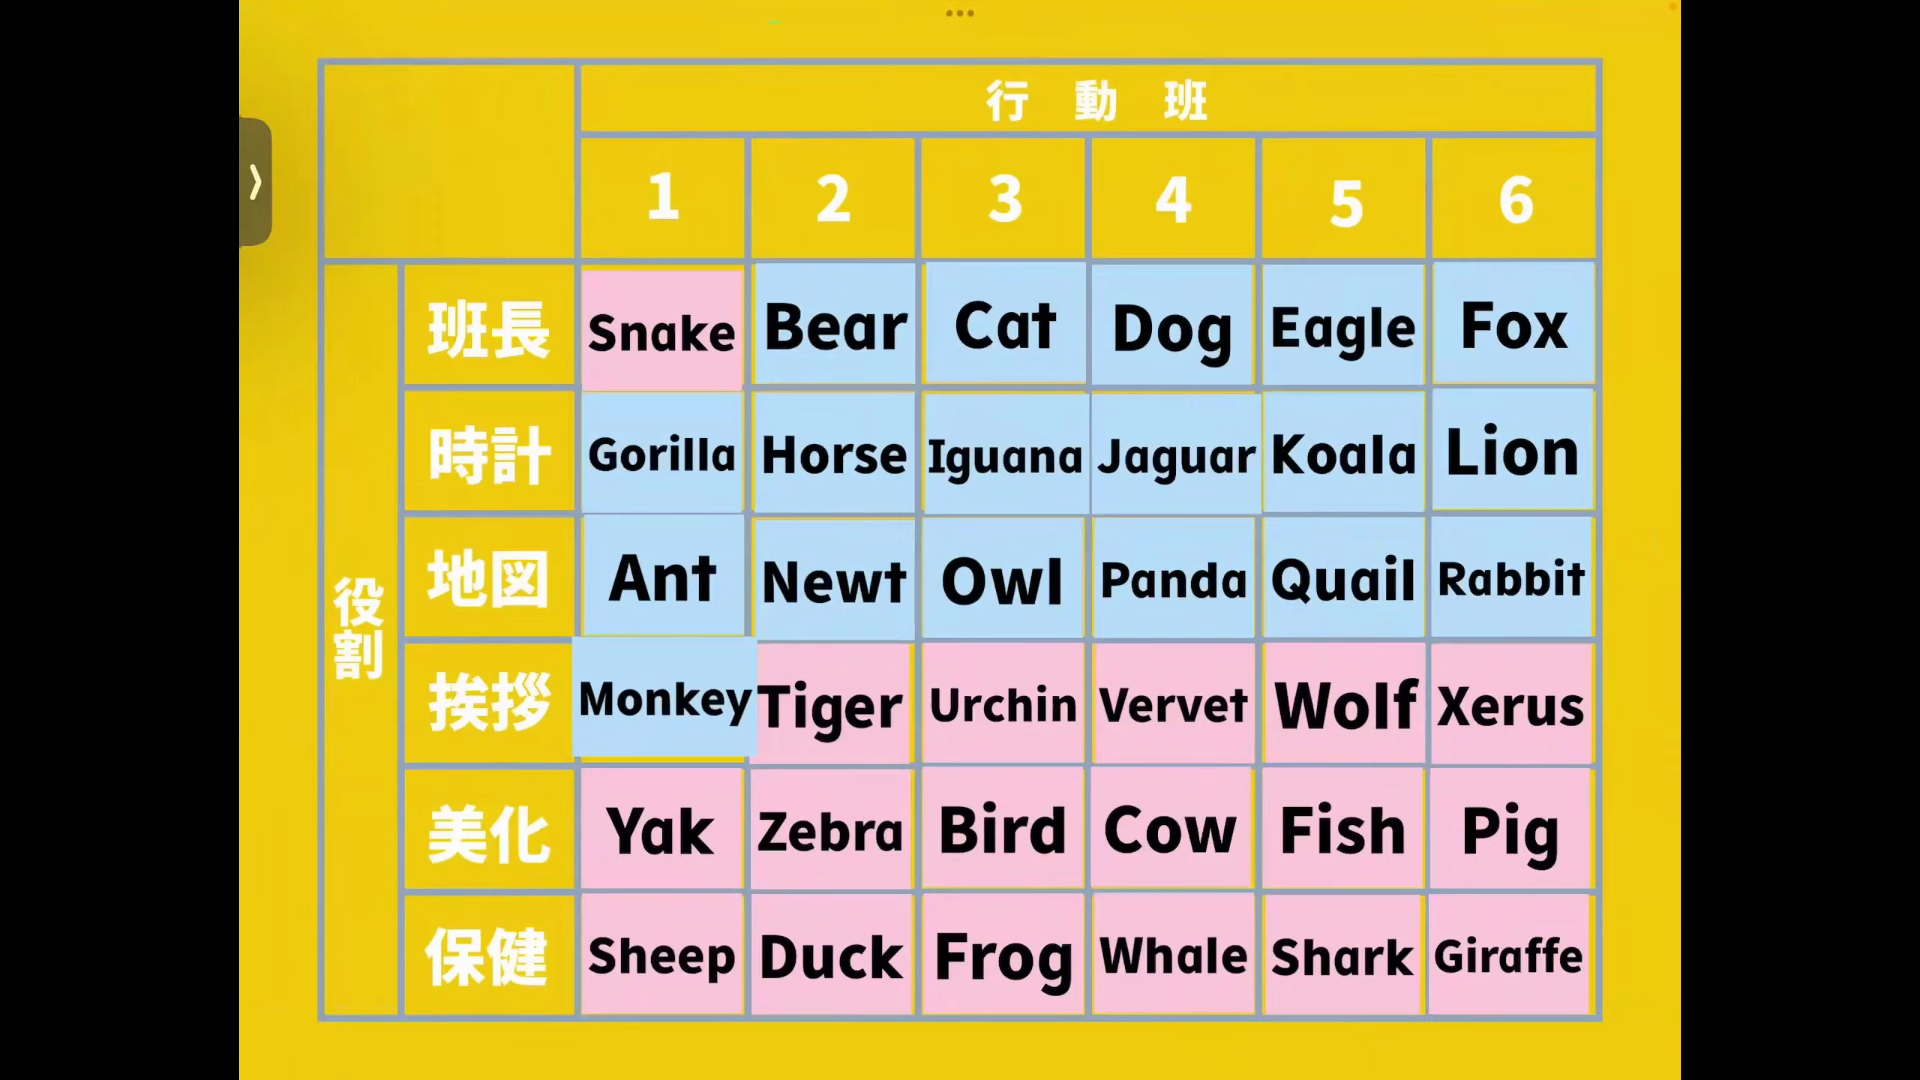 行動班
1 2 3 4 5 6
役割
班長 Snake Bear Cat Dog Eagle Fox
時計 Gorilla Horse Iguana Jaguar Koala Lion
地図 Ant Newt Owl Panda Quail Rabbit
挨拶 Monkey Tiger Urchin Vervet Wolf Xerus
美化 Yak Zebra Bird Cow Fish Pig
保健 Sheep Duck Frog Whale Shark Giraffe